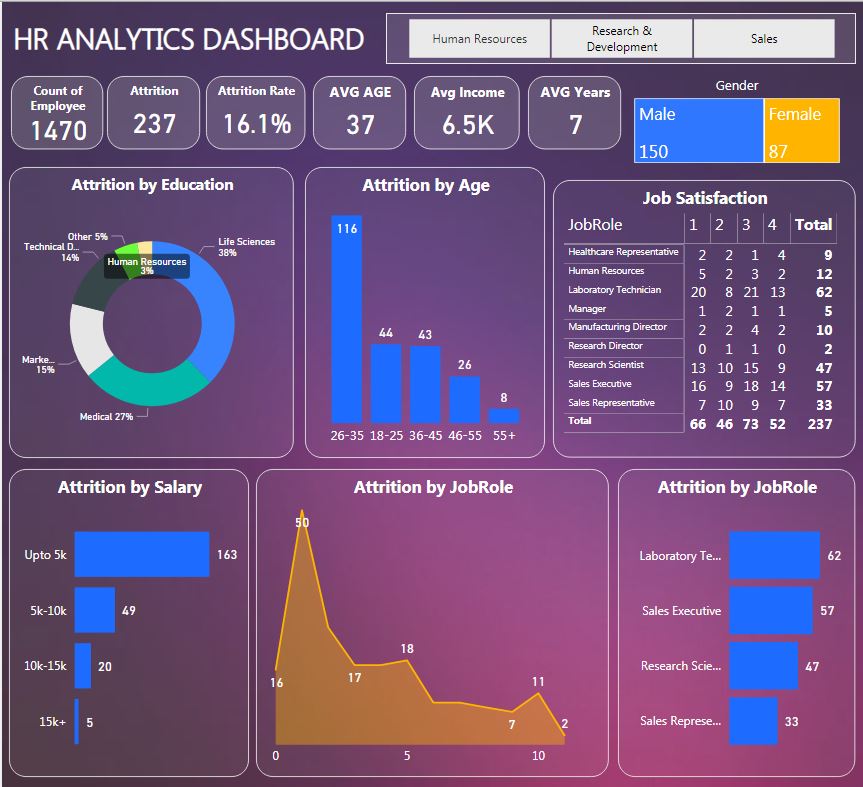 HR ANALYTICS DASHBOARD
Human Resources
Research &
Development
Sales
Count of
Employee
1470
Attrition
237
Attrition Rate
16.1%
AVG AGE
37
Avg Income
6.5K
AVG Years
7
Gender
Male
150
Female
87
Attrition by Education
Other 5%
Technical D...
14%
Human Resources
3%
Life Sciences
38%
Marke...
15%
Medical 27%
Attrition by Age
116
44
43
26
8
26-35 18-25 36-45 46-55 55+
Job Satisfaction
JobRole 1 2 3 4 Total
Healthcare Representative 2 2 1 4 9
Human Resources 5 2 3 2 12
Laboratory Technician 20 8 21 13 62
Manager 1 2 1 1 5
Manufacturing Director 2 2 4 2 10
Research Director 0 1 1 0 2
Research Scientist 13 10 15 9 47
Sales Executive 16 9 18 14 57
Sales Representative 7 10 9 7 33
Total 66 46 73 52 237
Attrition by Salary
Upto 5k 163
5k-10k 49
10k-15k 20
15k+ 5
Attrition by JobRole
50
16
17
18
7
11
2
0 5 10
Attrition by JobRole
Laboratory Te... 62
Sales Executive 57
Research Scie... 47
Sales Represe... 33